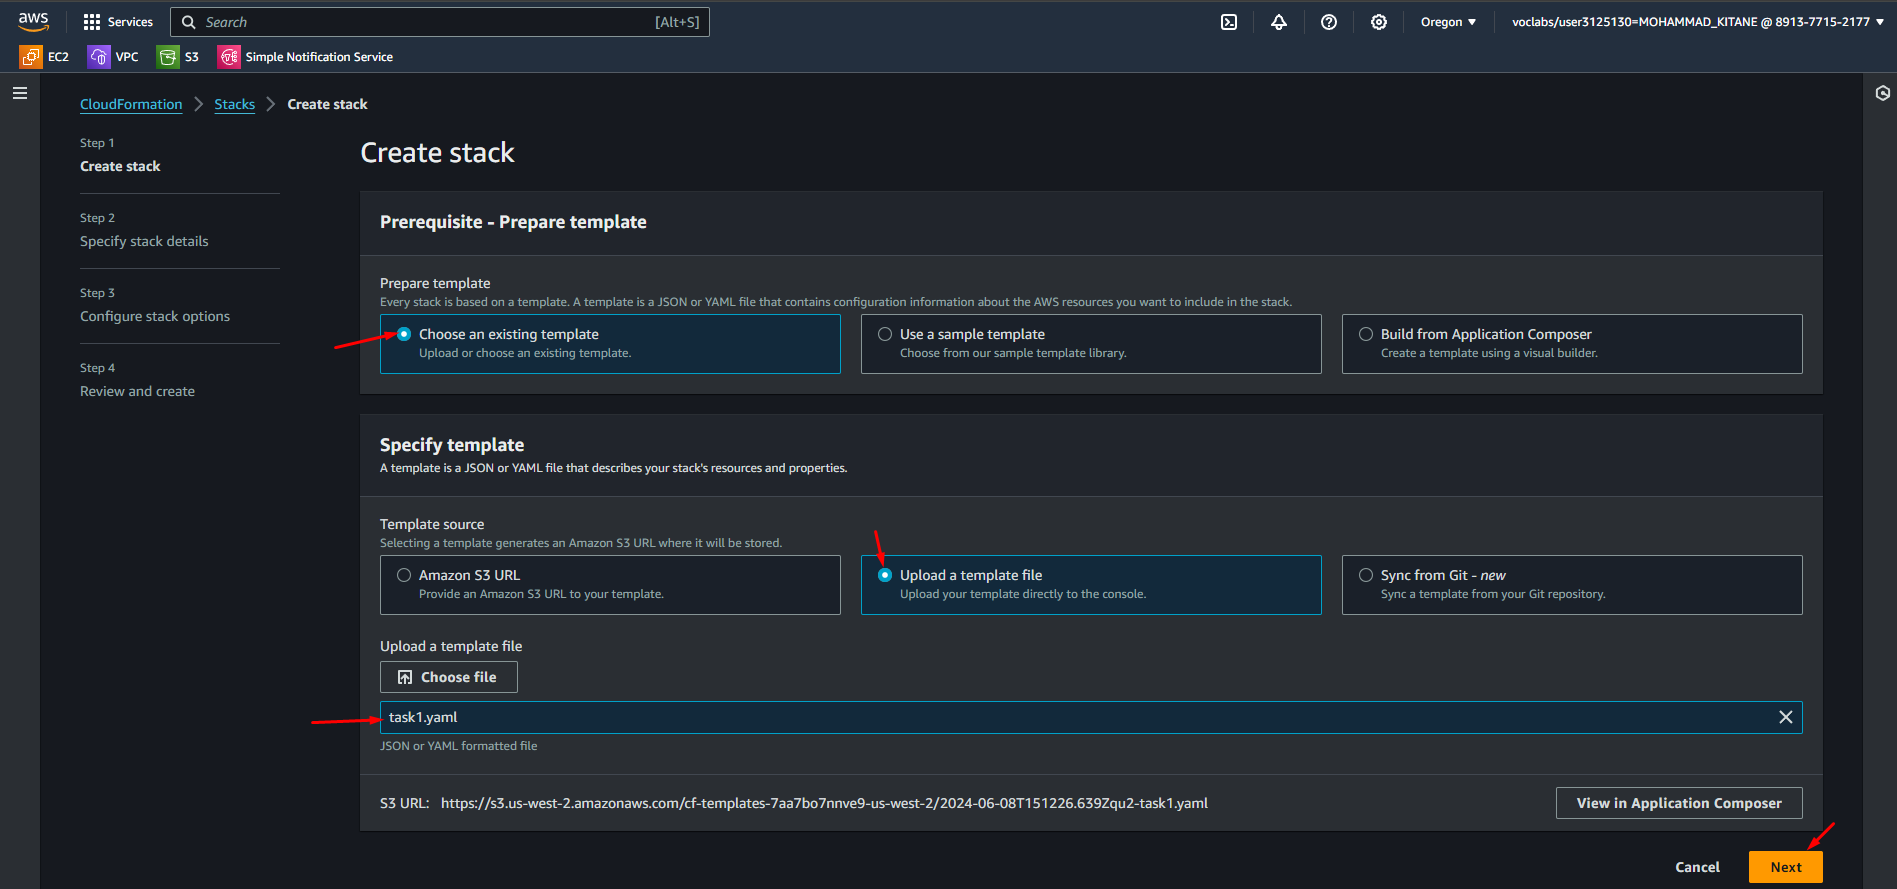 aws Services Search [Alt+S] Oregon voclabs/user3125130=MOHAMMAD_KITANE @ 8913-7715-2177
EC2 VPC S3 Simple Notification Service
CloudFormation Stacks Create stack
Step 1
Create stack
Step 2
Specify stack details
Step 3
Configure stack options
Step 4
Review and create
Create stack
Prerequisite - Prepare template
Prepare template
Every stack is based on a template. A template is a JSON or YAML file that contains configuration information about the AWS resources you want to include in the stack.
Choose an existing template
Upload or choose an existing template.
Use a sample template
Choose from our sample template library.
Build from Application Composer
Create a template using a visual builder.
Specify template
A template is a JSON or YAML file that describes your stack's resources and properties.
Template source
Selecting a template generates an Amazon S3 URL where it will be stored.
Amazon S3 URL
Provide an Amazon S3 URL to your template.
Upload a template file
Upload your template directly to the console.
Sync from Git - new
Sync a template from your Git repository.
Upload a template file
Choose file
task1.yaml
JSON or YAML formatted file
S3 URL: https://s3.us-west-2.amazonaws.com/cf-templates-7aa7bo7nnve9-us-west-2/2024-06-08T151226.639Zqu2-task1.yaml
View in Application Composer
Cancel Next